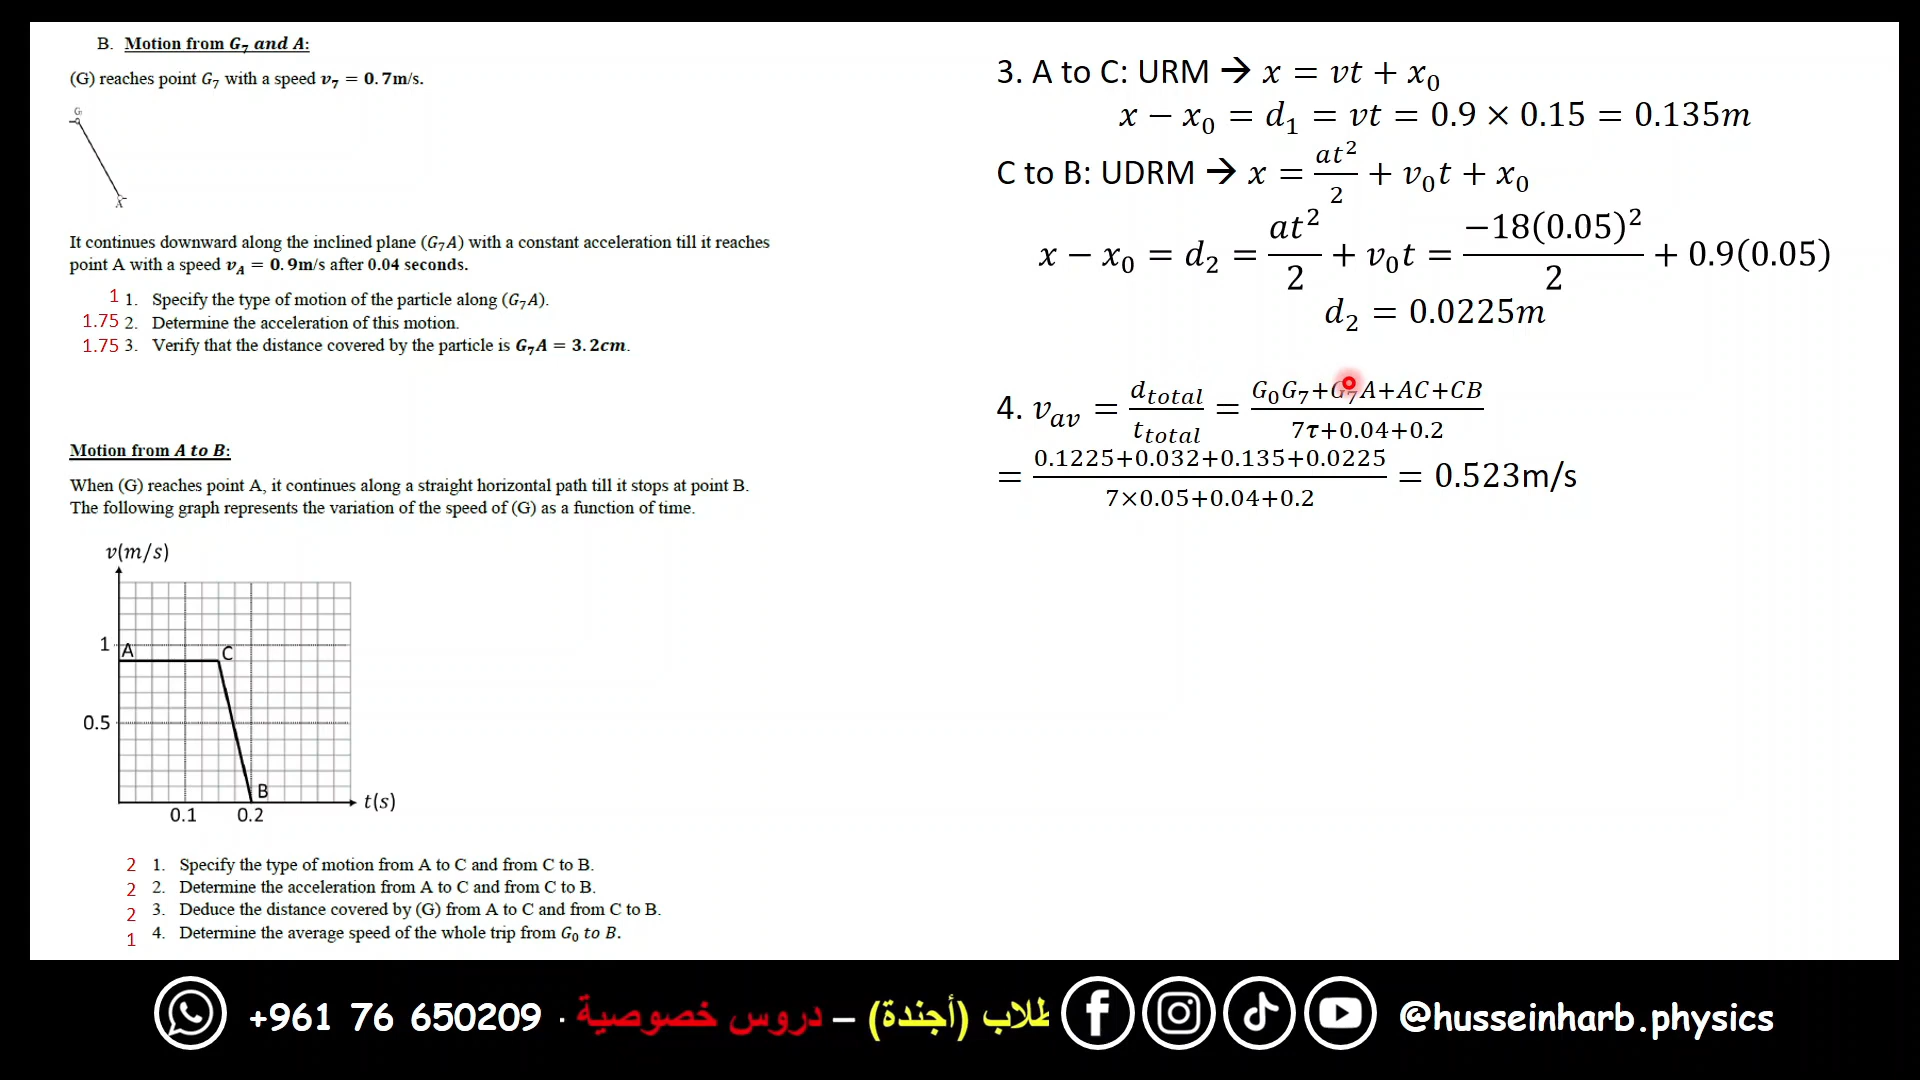 B. Motion from G₇ and A:
(G) reaches point G₇ with a speed v₇ = 0.7m/s.
G
A
It continues downward along the inclined plane (G₇A) with a constant acceleration till it reaches
point A with a speed v_A = 0.9m/s after 0.04 seconds.
1 1. Specify the type of motion of the particle along (G₇A).
1.75 2. Determine the acceleration of this motion.
1.75 3. Verify that the distance covered by the particle is G₇A = 3.2cm.
Motion from A to B:
When (G) reaches point A, it continues along a straight horizontal path till it stops at point B.
The following graph represents the variation of the speed of (G) as a function of time.
v(m/s)
1 A C
0.5
B
t(s)
0.1 0.2
2 1. Specify the type of motion from A to C and from C to B.
2 2. Determine the acceleration from A to C and from C to B.
2 3. Deduce the distance covered by (G) from A to C and from C to B.
1 4. Determine the average speed of the whole trip from G₀ to B.
3. A to C: URM → x = vt + x₀
x − x₀ = d₁ = vt = 0.9 × 0.15 = 0.135m
C to B: UDRM → x = at²/2 + v₀t + x₀
x − x₀ = d₂ = at²/2 + v₀t = −18(0.05)²/2 + 0.9(0.05)
d₂ = 0.0225m
4. v_av = d_total/t_total = G₀G₇+G₇A+AC+CB/7τ+0.04+0.2
= 0.1225+0.032+0.135+0.0225/7×0.05+0.04+0.2 = 0.523m/s
+961 76 650209 · طلاب (أجندة) – دروس خصوصية @husseinharb.physics